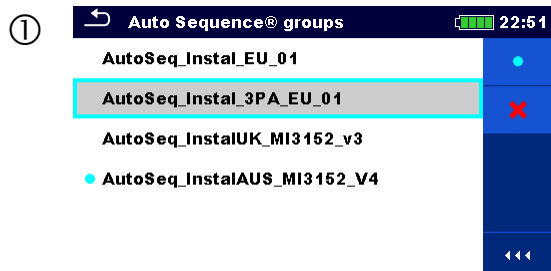 ①
Auto Sequence® groups 22:51
AutoSeq_Instal_EU_01
AutoSeq_Instal_3PA_EU_01
AutoSeq_InstalUK_MI3152_v3
AutoSeq_InstalAUS_MI3152_V4